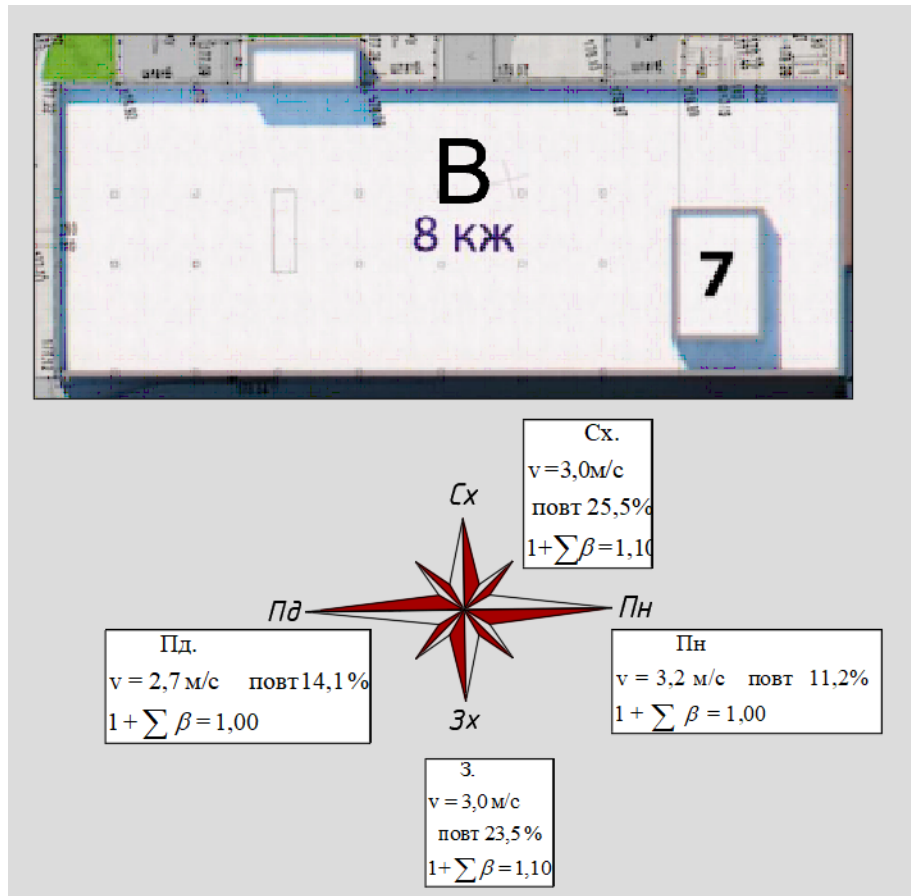 В
8 кж
7
Сх.
v = 3,0м/с
повт 25,5%
1+∑β=1,10
Сх
Пд
Пн
Зх
Пд.
v = 2,7 м/с повт14,1%
1+ ∑ β = 1,00
Пн
v = 3,2 м/с повт 11,2%
1 + ∑ β = 1,00
З.
v = 3,0 м/с
повт 23,5 %
1+∑β =1,10